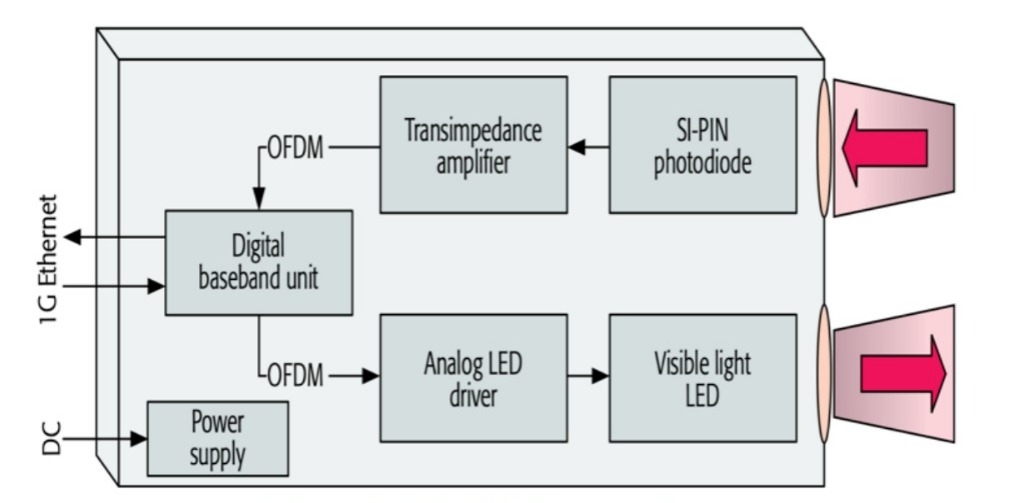 Transimpedance
amplifier
SI-PIN
photodiode
OFDM
1G Ethernet
Digital
baseband unit
OFDM
Analog LED
driver
Visible light
LED
DC
Power
supply